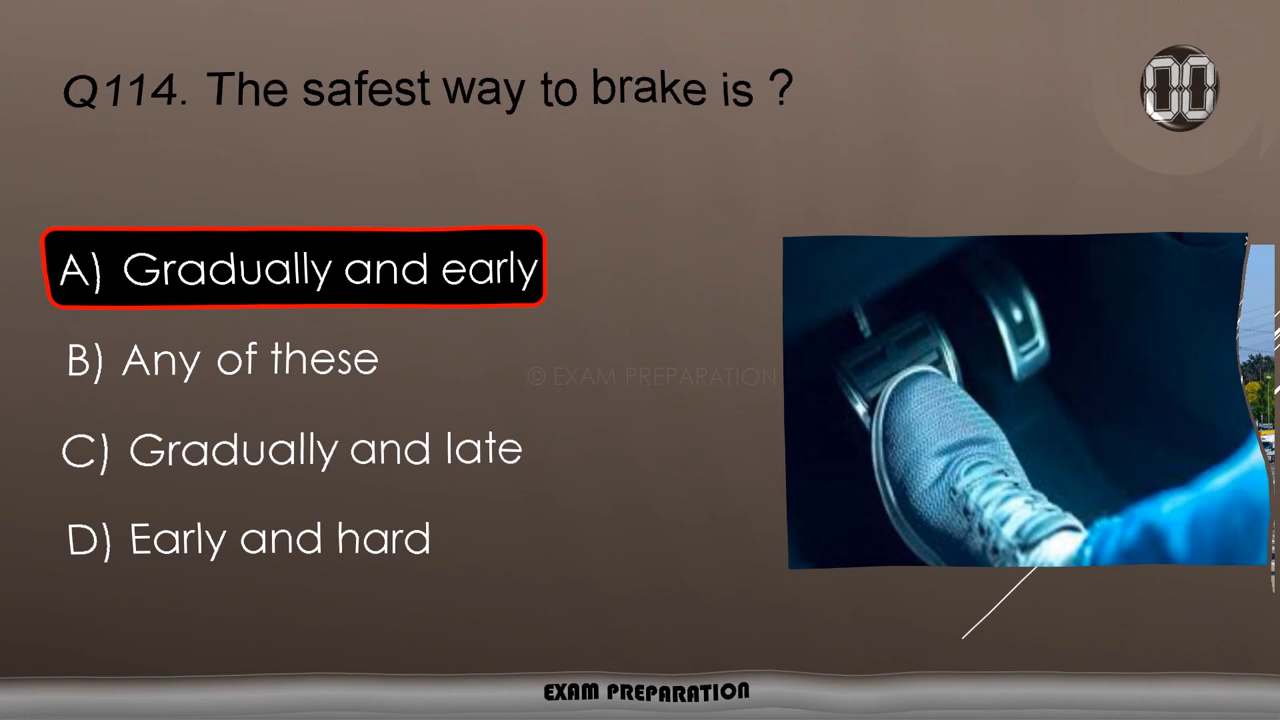 Q114. The safest way to brake is ?
00
A) Gradually and early
B) Any of these
© EXAM PREPARATION
C) Gradually and late
D) Early and hard
EXAM PREPARATION